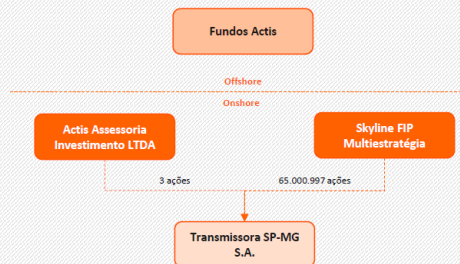 Fundos Actis
Offshore
Onshore
Actis Assessoria
Investimento LTDA
Skyline FIP
Multiestratégia
3 ações
65.000.997 ações
Transmissora SP-MG
S.A.